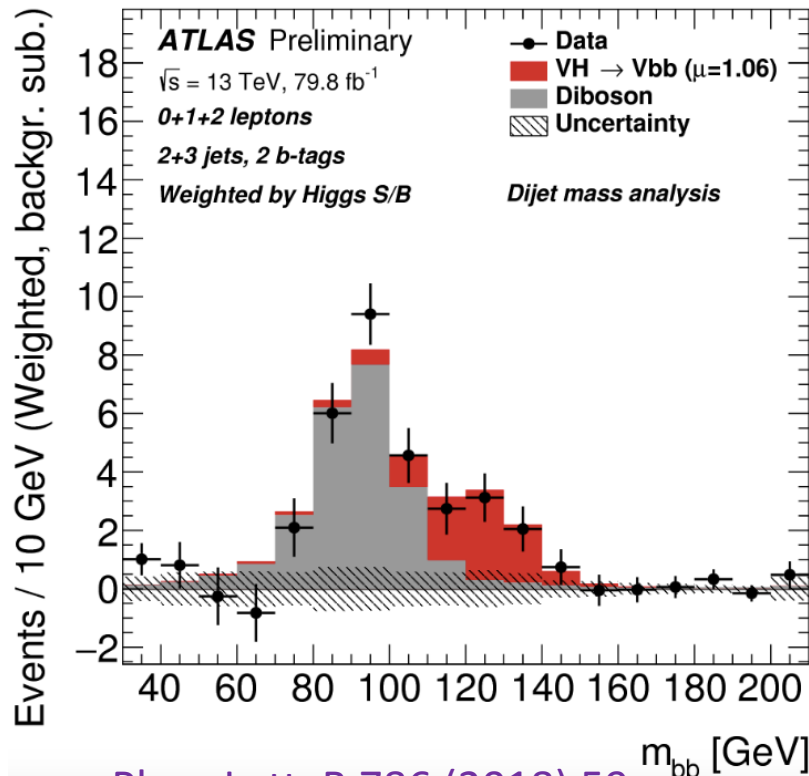 Events / 10 GeV (Weighted, backgr. sub.)
ATLAS Preliminary
√s = 13 TeV, 79.8 fb⁻¹
0+1+2 leptons
2+3 jets, 2 b-tags
Weighted by Higgs S/B
Data
VH → Vbb (μ=1.06)
Diboson
Uncertainty
Dijet mass analysis
18
16
14
12
10
8
6
4
2
0
−2
40 60 80 100 120 140 160 180 200
m_bb [GeV]